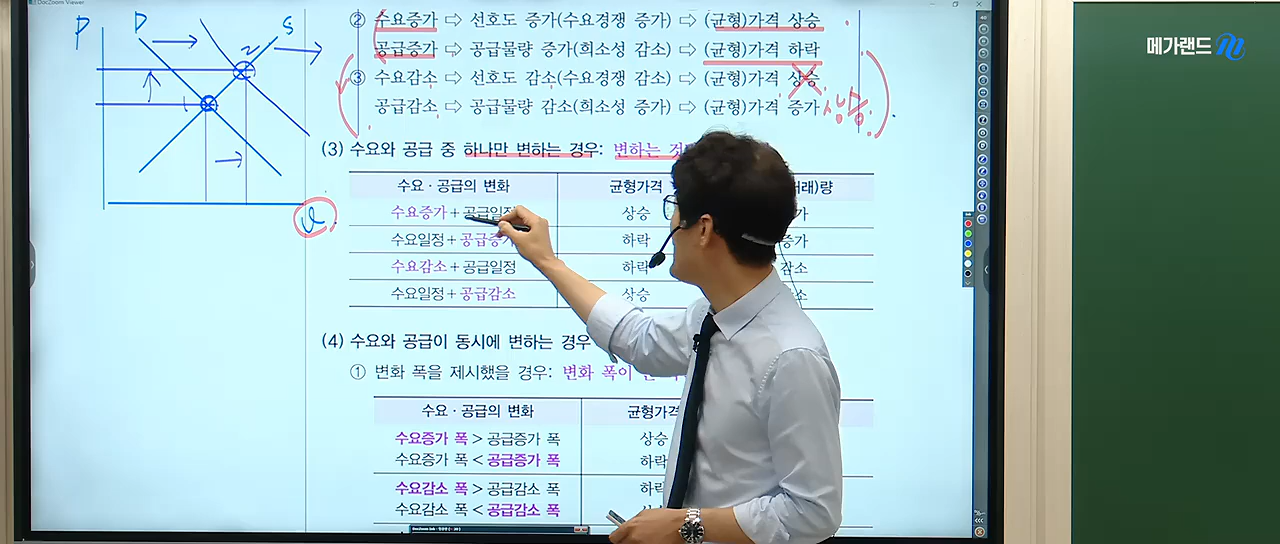 DocZoom Viewer
P D S
2
1
Q
② 수요증가 ⇨ 선호도 증가(수요경쟁 증가) ⇨ (균형)가격 상승
공급증가 ⇨ 공급물량 증가(희소성 감소) ⇨ (균형)가격 하락
③ 수요감소 ⇨ 선호도 감소(수요경쟁 감소) ⇨ (균형)가격 상승
공급감소 ⇨ 공급물량 감소(희소성 증가) ⇨ (균형)가격 증가 상승
메가랜드
(3) 수요와 공급 중 하나만 변하는 경우: 변하는
수요·공급의 변화 균형가격 량
수요증가+공급일정 상승 가
수요일정+공급증가 하락 증가
수요감소+공급일정 하락 감소
수요일정+공급감소 상승 소
(4) 수요와 공급이 동시에 변하는 경우
① 변화 폭을 제시했을 경우: 변화 폭이
수요·공급의 변화 균형가격
수요증가 폭 > 공급증가 폭 상승
수요증가 폭 < 공급증가 폭 하락
수요감소 폭 > 공급감소 폭 하락
수요감소 폭 < 공급감소 폭